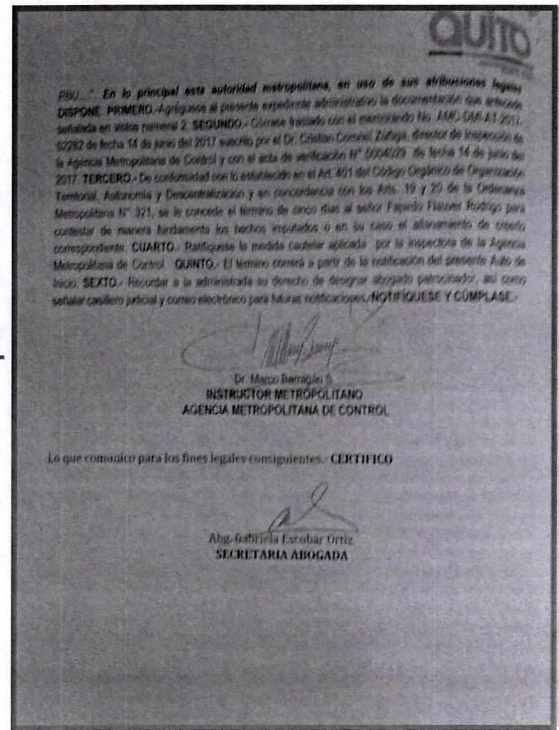 QUITO
RBU...". En lo principal esta autoridad metropolitana, en uso de sus atribuciones legales
DISPONE. PRIMERO.-Agréguese al presente expediente administrativo la documentación que antecede
señalada en vistos numeral 2. SEGUNDO.- Córrase traslado con el memorando No. AMC-DMI-A1-2017-
02282 de fecha 14 de junio del 2017 suscrito por el Dr. Cristian Coronel Zúñiga, director de Inspección de
la Agencia Metropolitana de Control y con el acta de verificación N° 0004029 de fecha 14 de junio del
2017. TERCERO.- De conformidad con lo establecido en el Art. 401 del Código Orgánico de Organización
Territorial, Autonomía y Descentralización y en concordancia con los Arts. 19 y 20 de la Ordenanza
Metropolitana N° 321, se le concede el término de cinco días al señor Fajardo Rodrigo para
contestar de manera fundamento los hechos imputados o en su caso el allanamiento de creerlo
correspondiente. CUARTO.- Ratifíquese la medida cautelar aplicada por la inspectora de la Agencia
Metropolitana de Control. QUINTO.- El término correrá a partir de la notificación del presente Auto de
Inicio. SEXTO.- Recordar a la administrada su derecho de designar abogado patrocinador, así como
señalar casillero judicial y correo electrónico para futuras notificaciones. NOTIFÍQUESE Y CÚMPLASE.-
Dr. Marco Barragán S.
INSTRUCTOR METROPOLITANO
AGENCIA METROPOLITANA DE CONTROL
Lo que comunico para los fines legales consiguientes.- CERTIFICO
Abg. Gabriela Escobar Ortiz
SECRETARIA ABOGADA